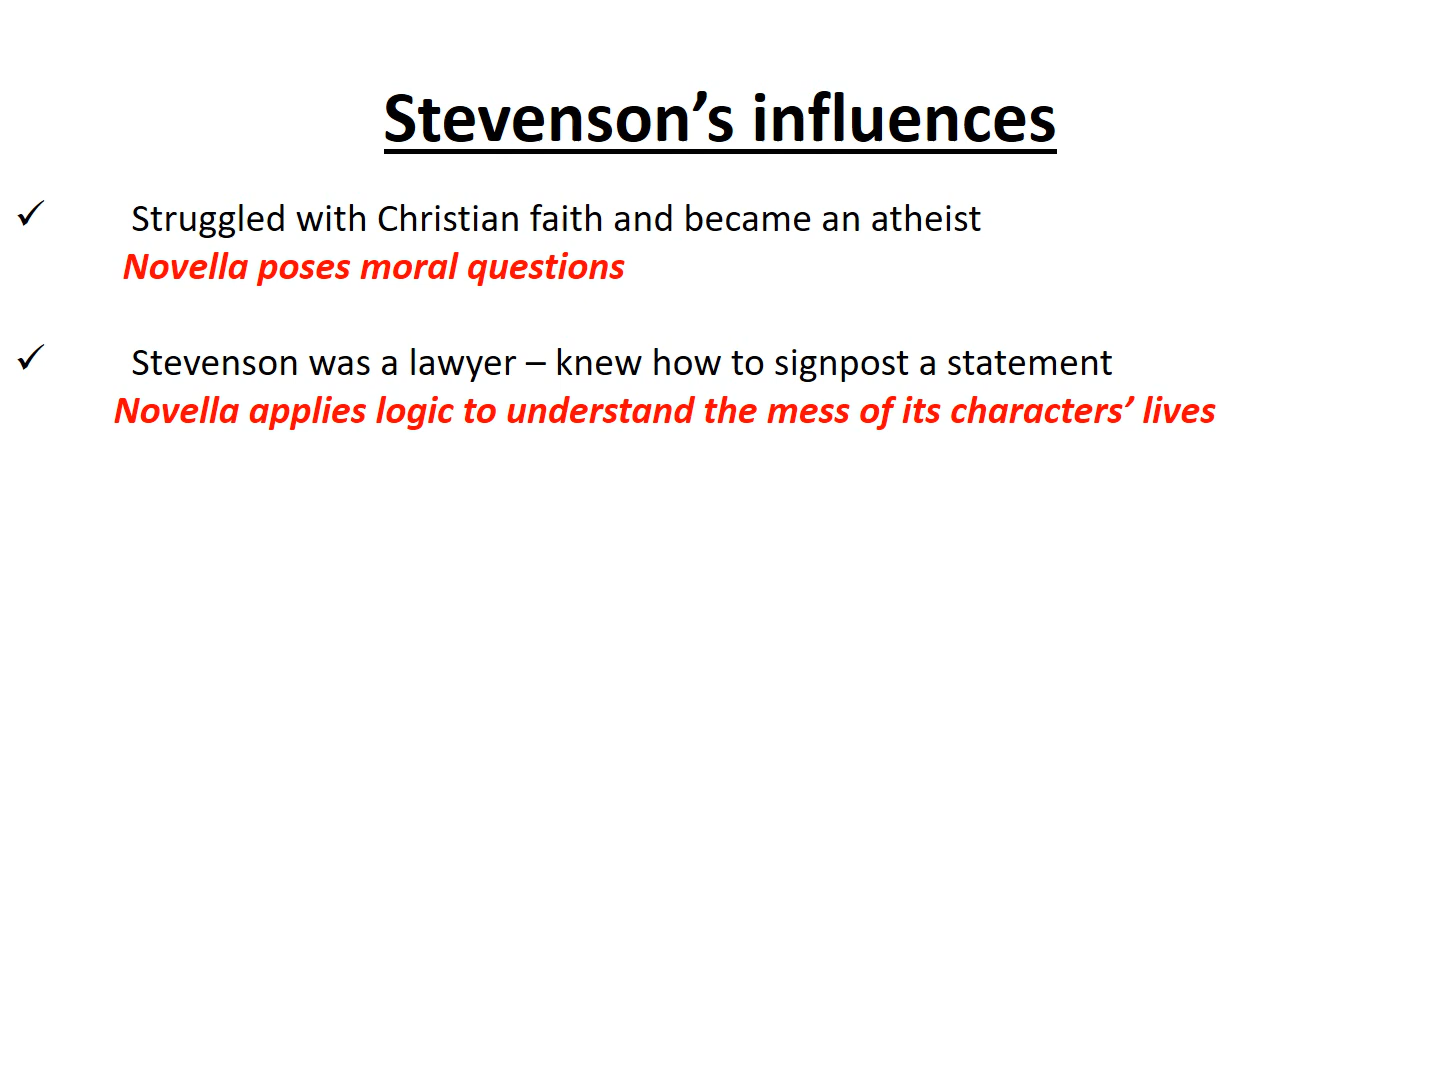 Stevenson’s influences
✓ Struggled with Christian faith and became an atheist
Novella poses moral questions
✓ Stevenson was a lawyer – knew how to signpost a statement
Novella applies logic to understand the mess of its characters’ lives